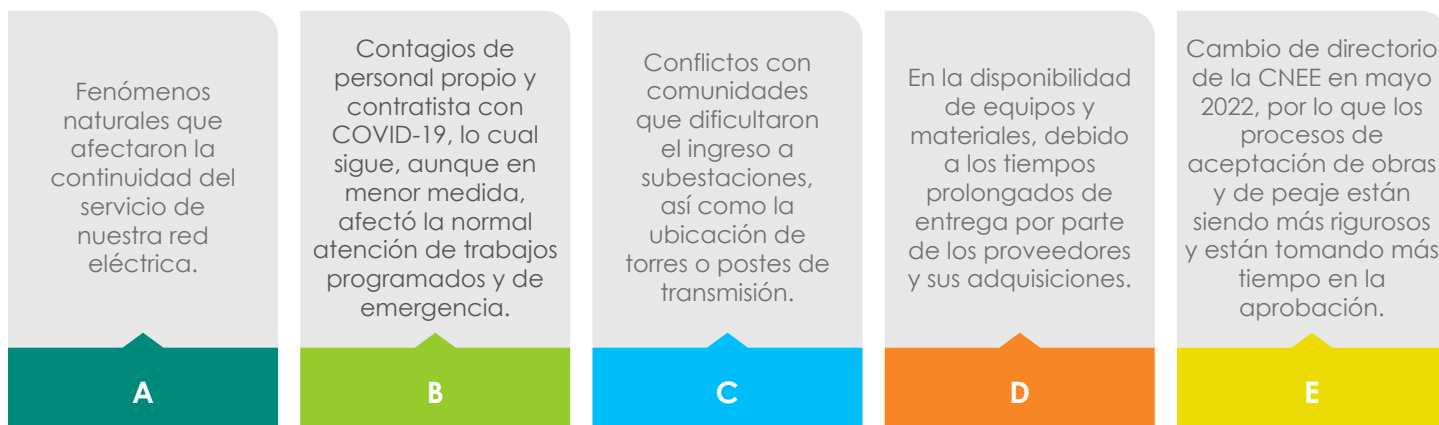 Fenómenos
naturales que
afectaron la
continuidad del
servicio de
nuestra red
eléctrica.
A
Contagios de
personal propio y
contratista con
COVID-19, lo cual
sigue, aunque en
menor medida,
afectó la normal
atención de trabajos
programados y de
emergencia.
B
Conflictos con
comunidades
que dificultaron
el ingreso a
subestaciones,
así como la
ubicación de
torres o postes de
transmisión.
C
En la disponibilidad
de equipos y
materiales, debido
a los tiempos
prolongados de
entrega por parte
de los proveedores
y sus adquisiciones.
D
Cambio de directorio
de la CNEE en mayo
2022, por lo que los
procesos de
aceptación de obras
y de peaje están
siendo más rigurosos
y están tomando más
tiempo en la
aprobación.
E